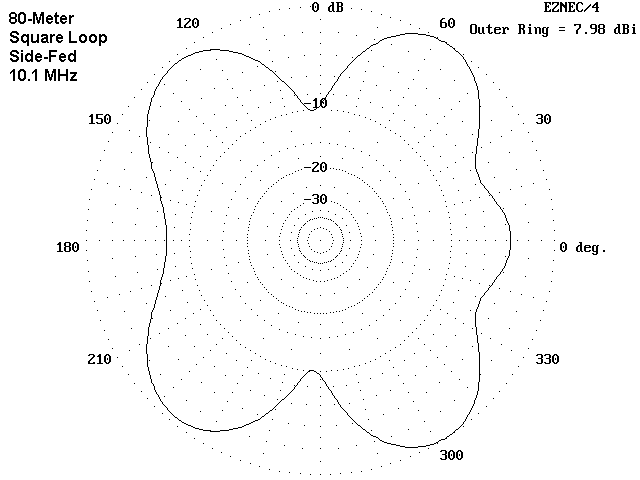 80-Meter
Square Loop
Side-Fed
10.1 MHz
0 dB
EZNEC/4
Outer Ring = 7.98 dBi
120
60
-10
150
30
-20
-30
180
0 deg.
210
330
300